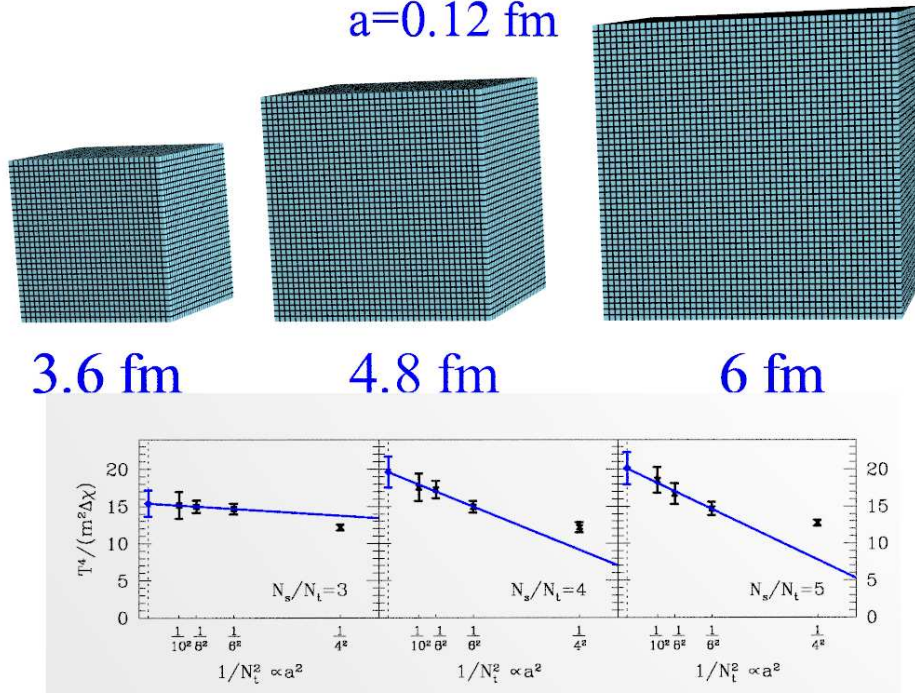 a=0.12 fm
3.6 fm
4.8 fm
6 fm
T⁴/(m²Δχ)
20
15
10
5
0
N_s/N_t=3
N_s/N_t=4
N_s/N_t=5
20
15
10
5
0
1/10² 1/8² 1/6² 1/4²
1/10² 1/8² 1/6² 1/4²
1/10² 1/8² 1/6² 1/4²
1/N_t² ∝a²
1/N_t² ∝a²
1/N_t² ∝a²